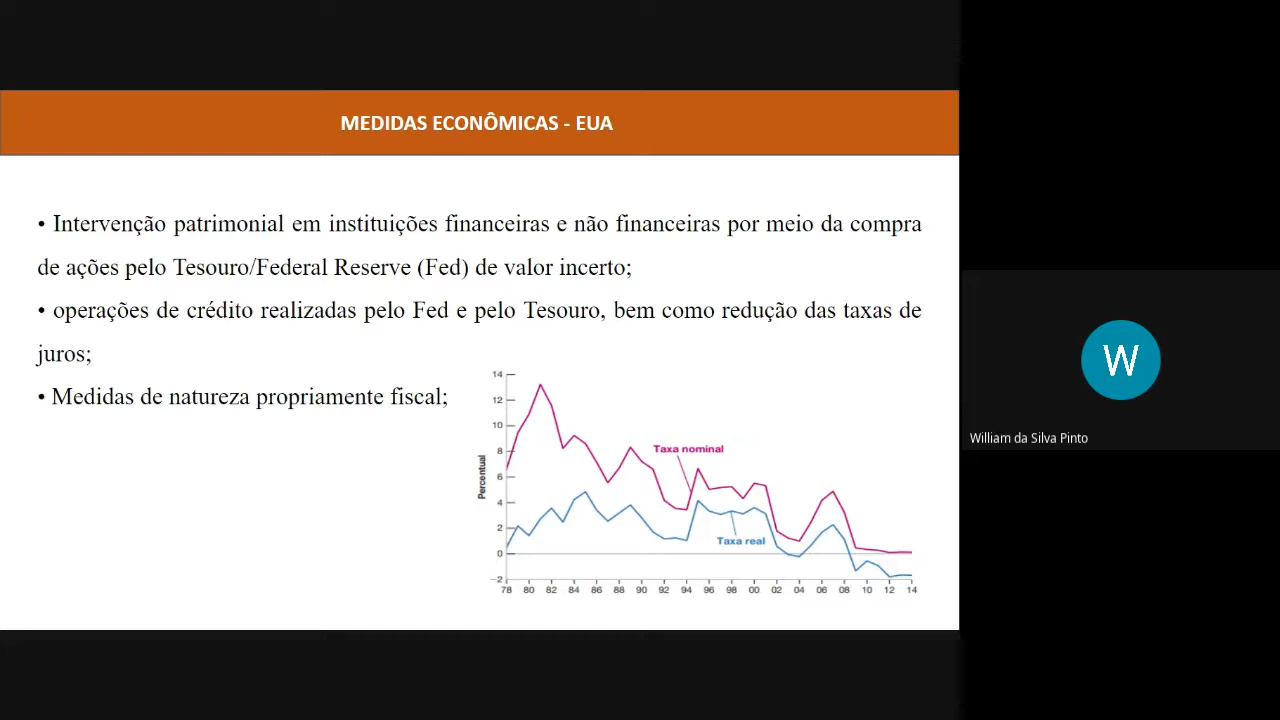 MEDIDAS ECONÔMICAS - EUA
• Intervenção patrimonial em instituições financeiras e não financeiras por meio da compra
de ações pelo Tesouro/Federal Reserve (Fed) de valor incerto;
• operações de crédito realizadas pelo Fed e pelo Tesouro, bem como redução das taxas de
juros;
• Medidas de natureza propriamente fiscal;
Percentual
14
12
10
8
6
4
2
0
−2
Taxa nominal
Taxa real
78 80 82 84 86 88 90 92 94 96 98 00 02 04 06 08 10 12 14
W
William da Silva Pinto